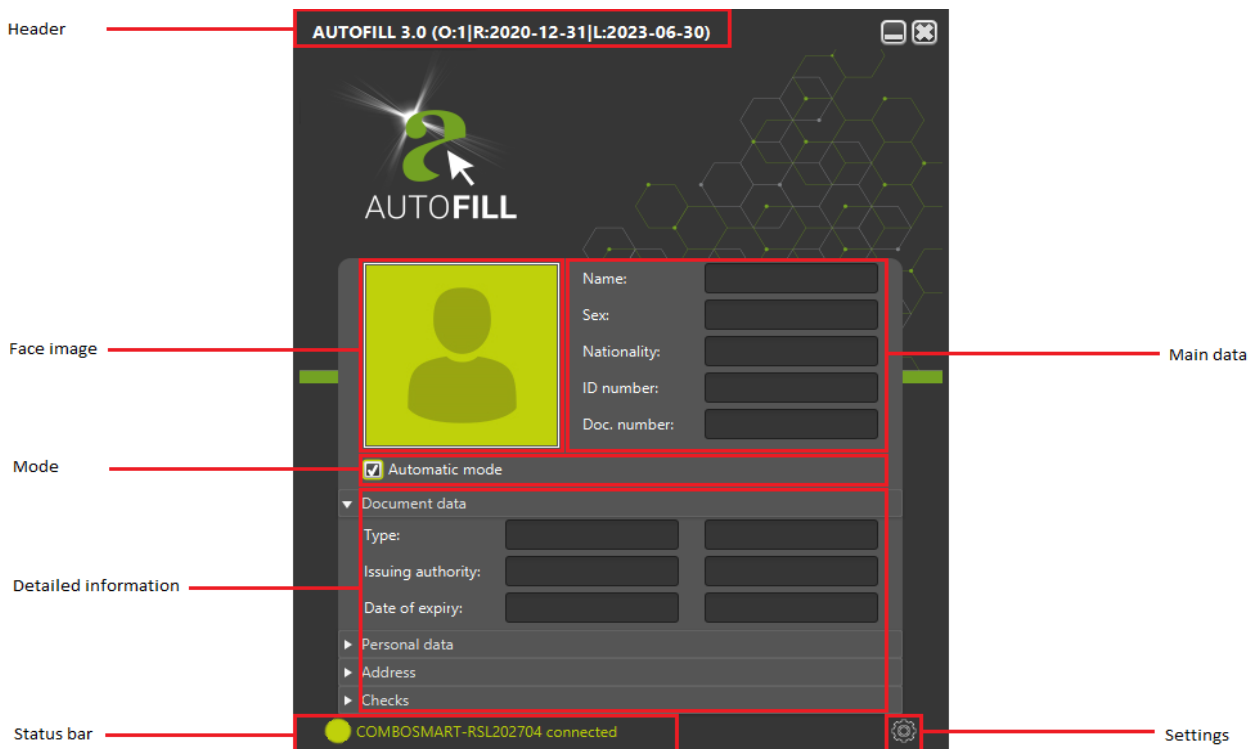 Header
AUTOFILL 3.0 (O:1|R:2020-12-31|L:2023-06-30)
AUTOFILL
Face image
Name:
Sex:
Nationality:
ID number:
Doc. number:
Main data
Mode
Automatic mode
Document data
Type:
Issuing authority:
Date of expiry:
Detailed information
Personal data
Address
Checks
Status bar
COMBOSMART-RSL202704 connected
Settings